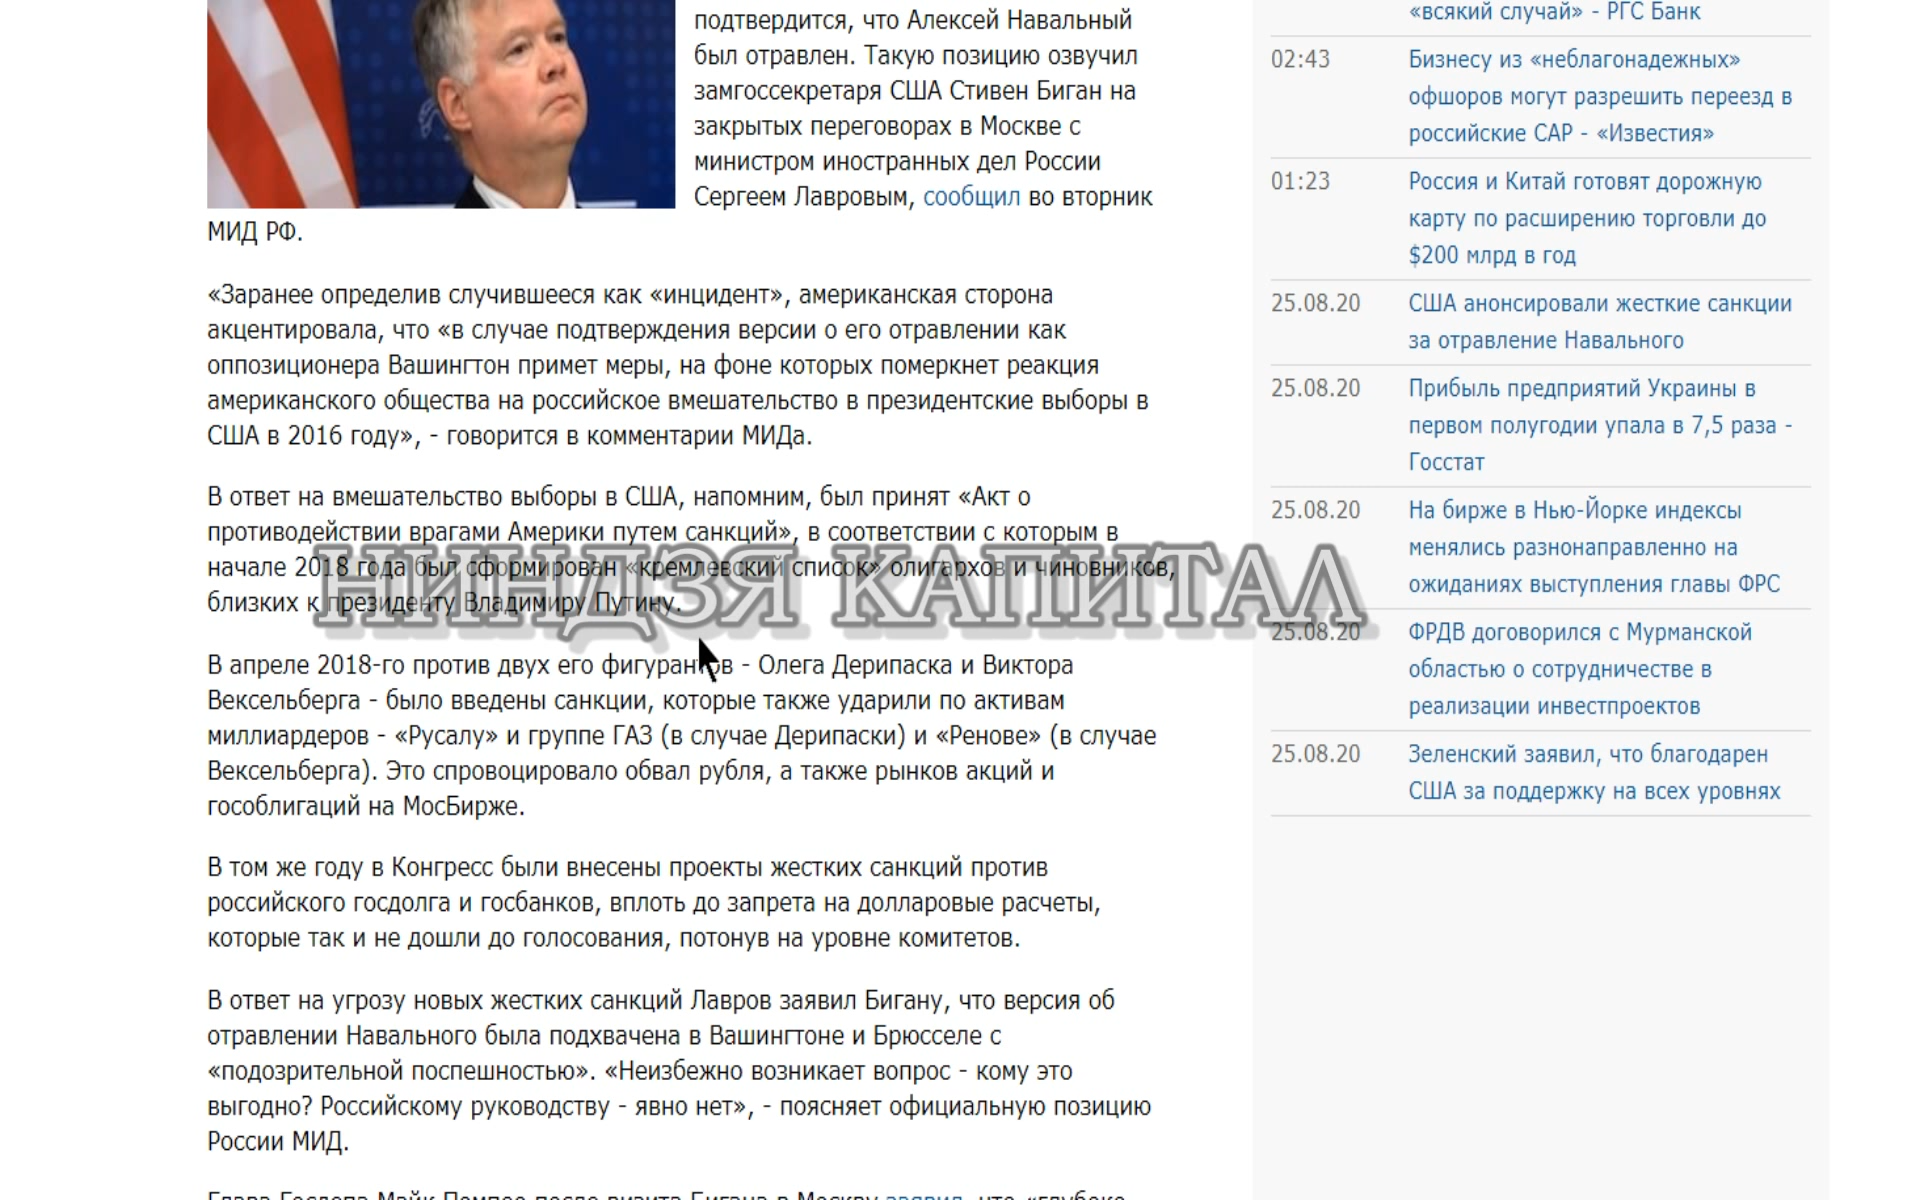 подтвердится, что Алексей Навальный
был отравлен. Такую позицию озвучил
замгоссекретаря США Стивен Биган на
закрытых переговорах в Москве с
министром иностранных дел России
Сергеем Лавровым, сообщил во вторник
МИД РФ.
«Заранее определив случившееся как «инцидент», американская сторона
акцентировала, что «в случае подтверждения версии о его отравлении как
оппозиционера Вашингтон примет меры, на фоне которых померкнет реакция
американского общества на российское вмешательство в президентские выборы в
США в 2016 году», - говорится в комментарии МИДа.
В ответ на вмешательство выборы в США, напомним, был принят «Акт о
противодействии врагами Америки путем санкций», в соответствии с которым в
начале 2018 года был сформирован «кремлевский список» олигархов и чиновников,
близких к президенту Владимиру Путину.
НИНДЗЯ КАПИТАЛ
В апреле 2018-го против двух его фигурантов - Олега Дерипаска и Виктора
Вексельберга - было введены санкции, которые также ударили по активам
миллиардеров - «Русалу» и группе ГАЗ (в случае Дерипаски) и «Ренове» (в случае
Вексельберга). Это спровоцировало обвал рубля, а также рынков акций и
гособлигаций на МосБирже.
В том же году в Конгресс были внесены проекты жестких санкций против
российского госдолга и госбанков, вплоть до запрета на долларовые расчеты,
которые так и не дошли до голосования, потонув на уровне комитетов.
В ответ на угрозу новых жестких санкций Лавров заявил Бигану, что версия об
отравлении Навального была подхвачена в Вашингтоне и Брюсселе с
«подозрительной поспешностью». «Неизбежно возникает вопрос - кому это
выгодно? Российскому руководству - явно нет», - поясняет официальную позицию
России МИД.
Глава Госдепа Майк Помпео после визита Бигана в Москву заявил, что «глубоко
«всякий случай» - РГС Банк
02:43
Бизнесу из «неблагонадежных»
офшоров могут разрешить переезд в
российские САР - «Известия»
01:23
Россия и Китай готовят дорожную
карту по расширению торговли до
$200 млрд в год
25.08.20
США анонсировали жесткие санкции
за отравление Навального
25.08.20
Прибыль предприятий Украины в
первом полугодии упала в 7,5 раза -
Госстат
25.08.20
На бирже в Нью-Йорке индексы
менялись разнонаправленно на
ожиданиях выступления главы ФРС
25.08.20
ФРДВ договорился с Мурманской
областью о сотрудничестве в
реализации инвестпроектов
25.08.20
Зеленский заявил, что благодарен
США за поддержку на всех уровнях